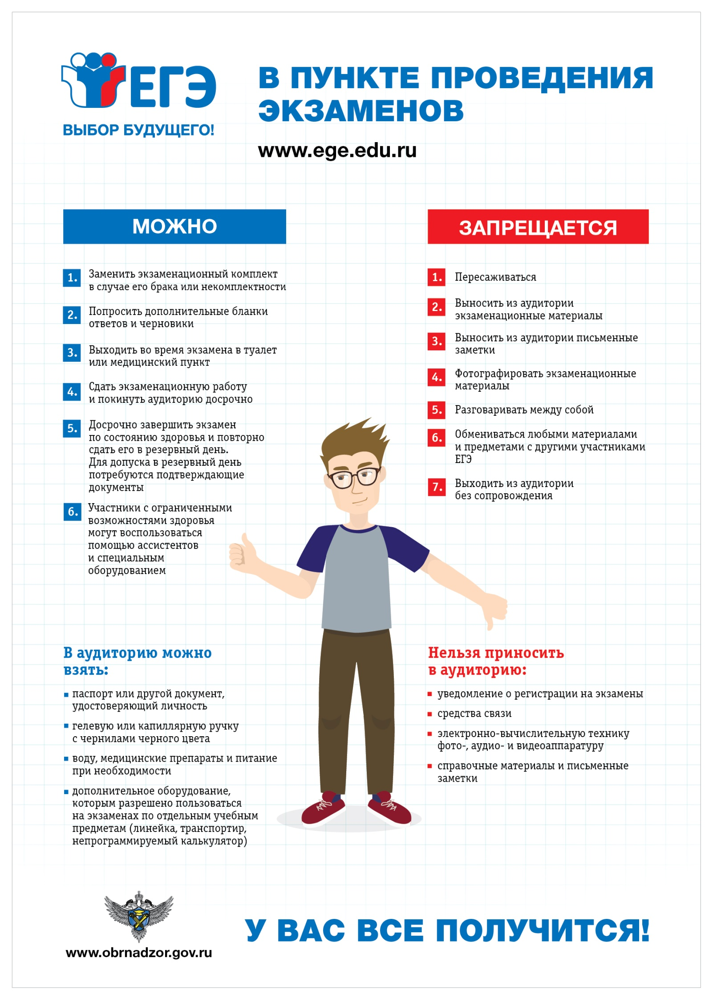 ЕГЭ
ВЫБОР БУДУЩЕГО!
В ПУНКТЕ ПРОВЕДЕНИЯ
ЭКЗАМЕНОВ
www.ege.edu.ru
МОЖНО
1. Заменить экзаменационный комплект
в случае его брака или некомплектности
2. Попросить дополнительные бланки
ответов и черновики
3. Выходить во время экзамена в туалет
или медицинский пункт
4. Сдать экзаменационную работу
и покинуть аудиторию досрочно
5. Досрочно завершить экзамен
по состоянию здоровья и повторно
сдать его в резервный день.
Для допуска в резервный день
потребуются подтверждающие
документы
6. Участники с ограниченными
возможностями здоровья
могут воспользоваться
помощью ассистентов
и специальным
оборудованием
ЗАПРЕЩАЕТСЯ
1. Пересаживаться
2. Выносить из аудитории
экзаменационные материалы
3. Выносить из аудитории письменные
заметки
4. Фотографировать экзаменационные
материалы
5. Разговаривать между собой
6. Обмениваться любыми материалами
и предметами с другими участниками
ЕГЭ
7. Выходить из аудитории
без сопровождения
В аудиторию можно
взять:
паспорт или другой документ,
удостоверяющий личность
гелевую или капиллярную ручку
с чернилами черного цвета
воду, медицинские препараты и питание
при необходимости
дополнительное оборудование,
которым разрешено пользоваться
на экзаменах по отдельным учебным
предметам (линейка, транспортир,
непрограммируемый калькулятор)
Нельзя приносить
в аудиторию:
уведомление о регистрации на экзамены
средства связи
электронно-вычислительную технику
фото-, аудио- и видеоаппаратуру
справочные материалы и письменные
заметки
www.obrnadzor.gov.ru
У ВАС ВСЕ ПОЛУЧИТСЯ!